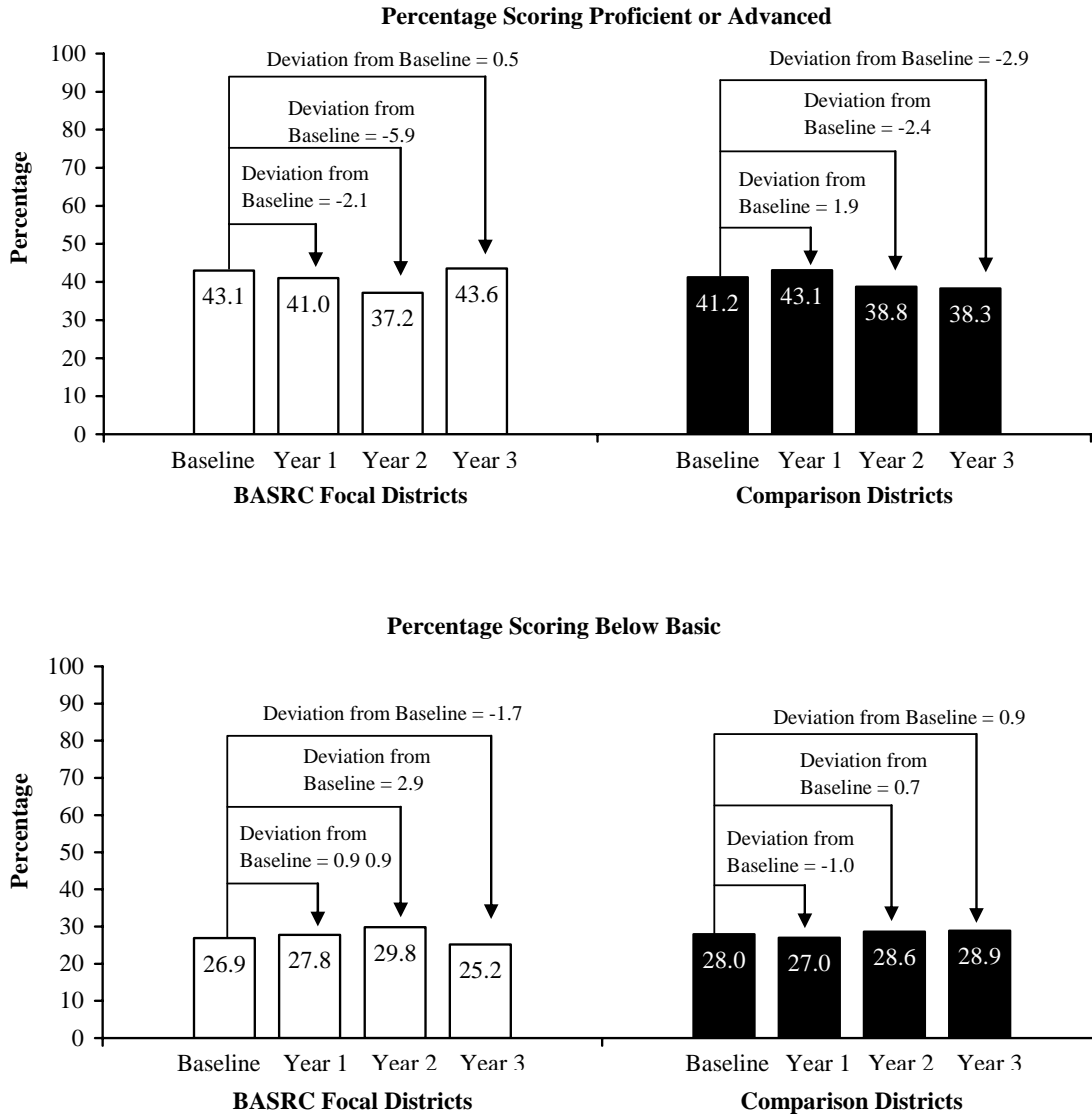 Percentage Scoring Proficient or Advanced
Percentage
100
90
80
70
60
50
40
30
20
10
0
Deviation from Baseline = 0.5
Deviation from
Baseline = -5.9
Deviation from
Baseline = -2.1
43.1
41.0
37.2
43.6
Deviation from Baseline = -2.9
Deviation from
Baseline = -2.4
Deviation from
Baseline = 1.9
41.2
43.1
38.8
38.3
Baseline Year 1 Year 2 Year 3
BASRC Focal Districts
Baseline Year 1 Year 2 Year 3
Comparison Districts
Percentage Scoring Below Basic
Percentage
100
90
80
70
60
50
40
30
20
10
0
Deviation from Baseline = -1.7
Deviation from
Baseline = 2.9
Deviation from
Baseline = 0.9 0.9
26.9
27.8
29.8
25.2
Deviation from Baseline = 0.9
Deviation from
Baseline = 0.7
Deviation from
Baseline = -1.0
28.0
27.0
28.6
28.9
Baseline Year 1 Year 2 Year 3
BASRC Focal Districts
Baseline Year 1 Year 2 Year 3
Comparison Districts